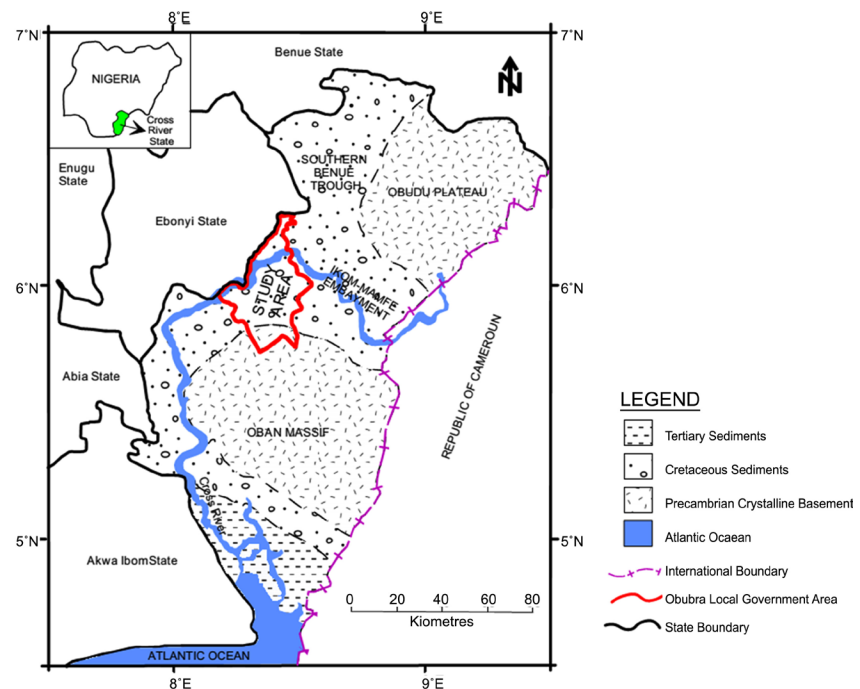 8°E
9°E
7°N
7°N
Benue State
N
NIGERIA
Cross
River
State
Enugu
State
SOUTHERN
BENUE
TROUGH
OBUDU PLATEAU
Ebonyi State
6°N
6°N
STUDY
AREA
IKOM-MAMFE
EMBAYMENT
REPUBLIC OF CAMEROUN
Abia State
OBAN MASSIF
LEGEND
Tertiary Sediments
Cretaceous Sediments
Precambrian Crystalline Basement
Atlantic Ocaean
International Boundary
Obubra Local Government Area
State Boundary
Cross River
5°N
5°N
Akwa IbomState
0 20 40 60 80
Kiometres
ATLANTIC OCEAN
8°E
9°E